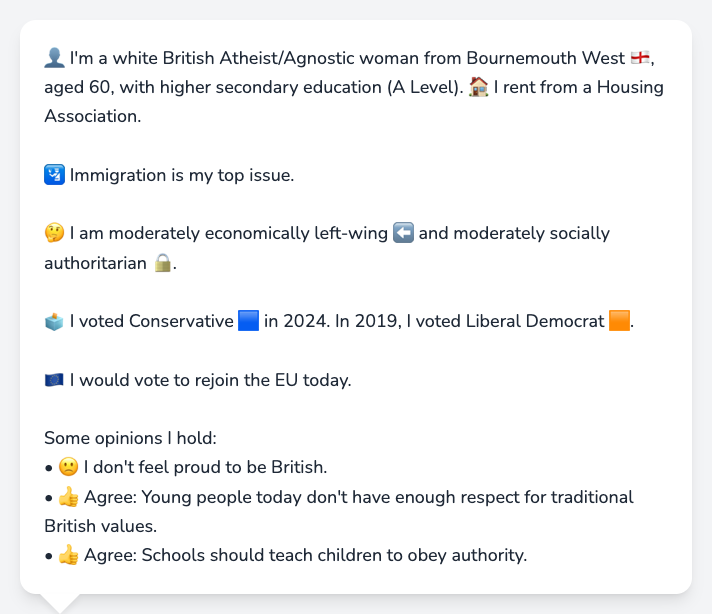 👤 I'm a white British Atheist/Agnostic woman from Bournemouth West 🏴󠁧󠁢󠁥󠁮󠁧󠁿,
aged 60, with higher secondary education (A Level). 🏠 I rent from a Housing
Association.
🛂 Immigration is my top issue.
🤔 I am moderately economically left-wing ⬅️ and moderately socially
authoritarian 🔒.
🗳️ I voted Conservative 🟦 in 2024. In 2019, I voted Liberal Democrat 🟧.
🇪🇺 I would vote to rejoin the EU today.
Some opinions I hold:
• 🙁 I don't feel proud to be British.
• 👍 Agree: Young people today don't have enough respect for traditional
British values.
• 👍 Agree: Schools should teach children to obey authority.